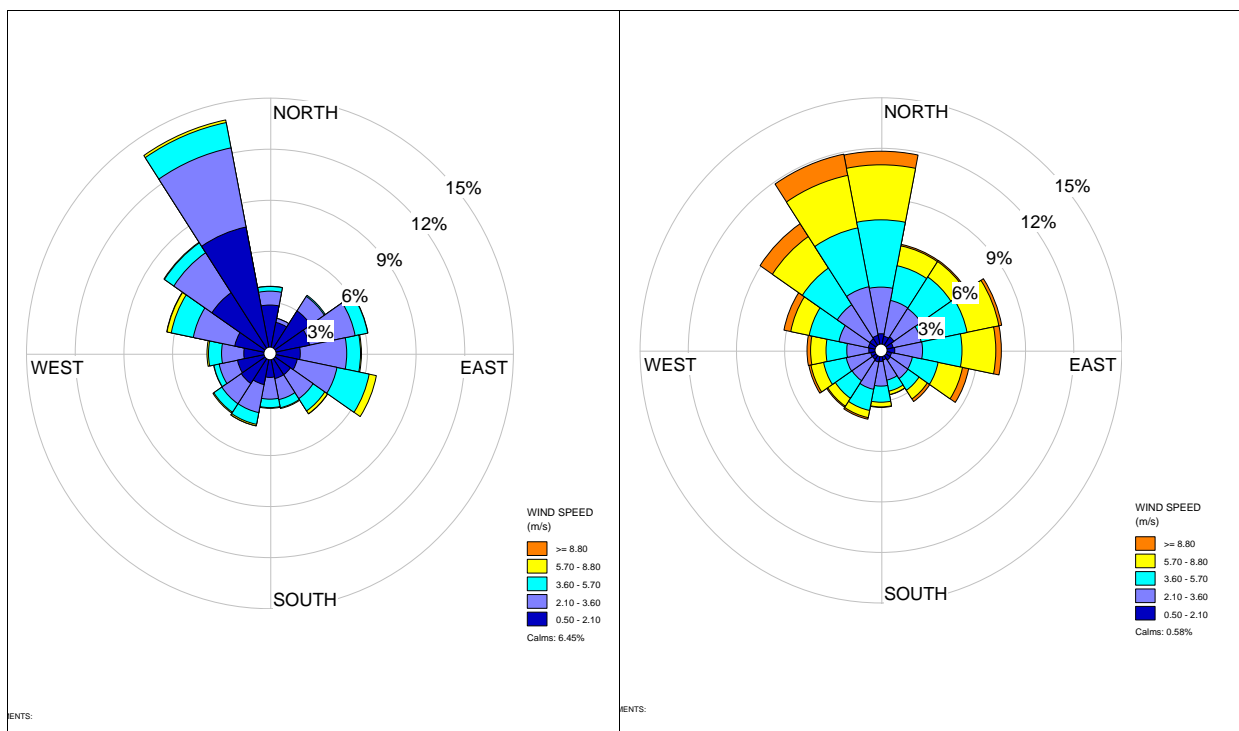 NORTH
15%
12%
9%
6%
3%
WEST
EAST
SOUTH
WIND SPEED
(m/s)
>= 8.80
5.70 - 8.80
3.60 - 5.70
2.10 - 3.60
0.50 - 2.10
Calms: 6.45%
MENTS:
NORTH
15%
12%
9%
6%
3%
WEST
EAST
SOUTH
WIND SPEED
(m/s)
>= 8.80
5.70 - 8.80
3.60 - 5.70
2.10 - 3.60
0.50 - 2.10
Calms: 0.58%
MENTS: